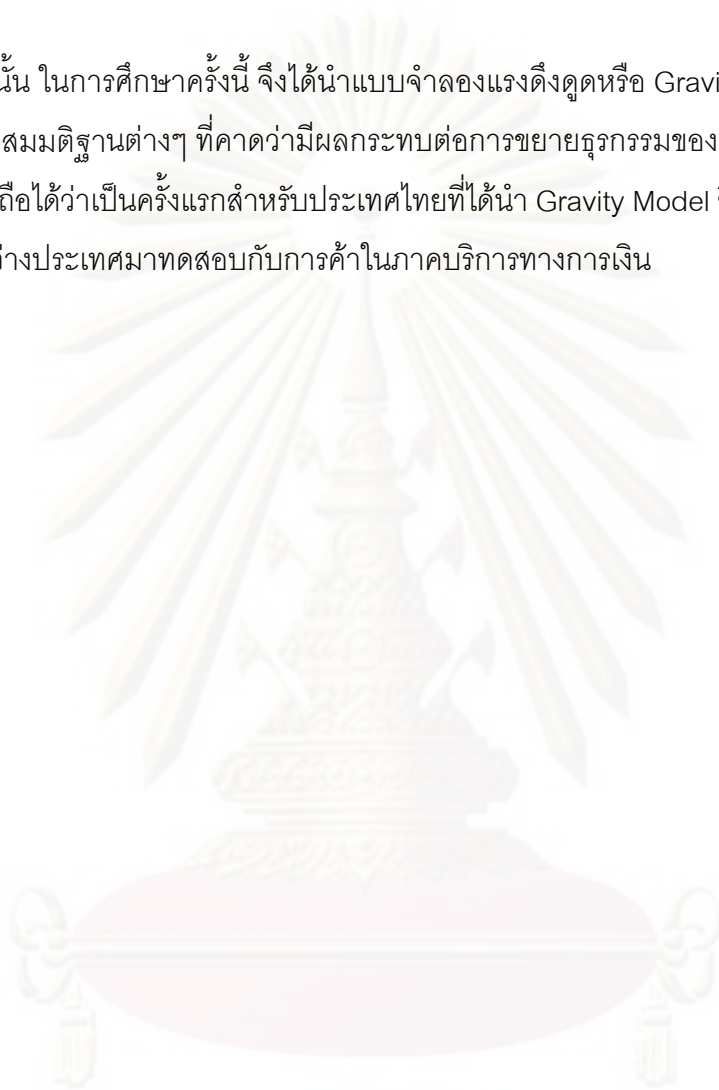 นั้น ในการศึกษาครั้งนี้ จึงได้นำแบบจำลองแรงดึงดูดหรือ Gravi
สมมติฐานต่างๆ ที่คาดว่ามีผลกระทบต่อการขยายธุรกรรมของ
ถือได้ว่าเป็นครั้งแรกสำหรับประเทศไทยที่ได้นำ Gravity Model
ว่างประเทศมาทดสอบกับการค้าในภาคบริการทางการเงิน